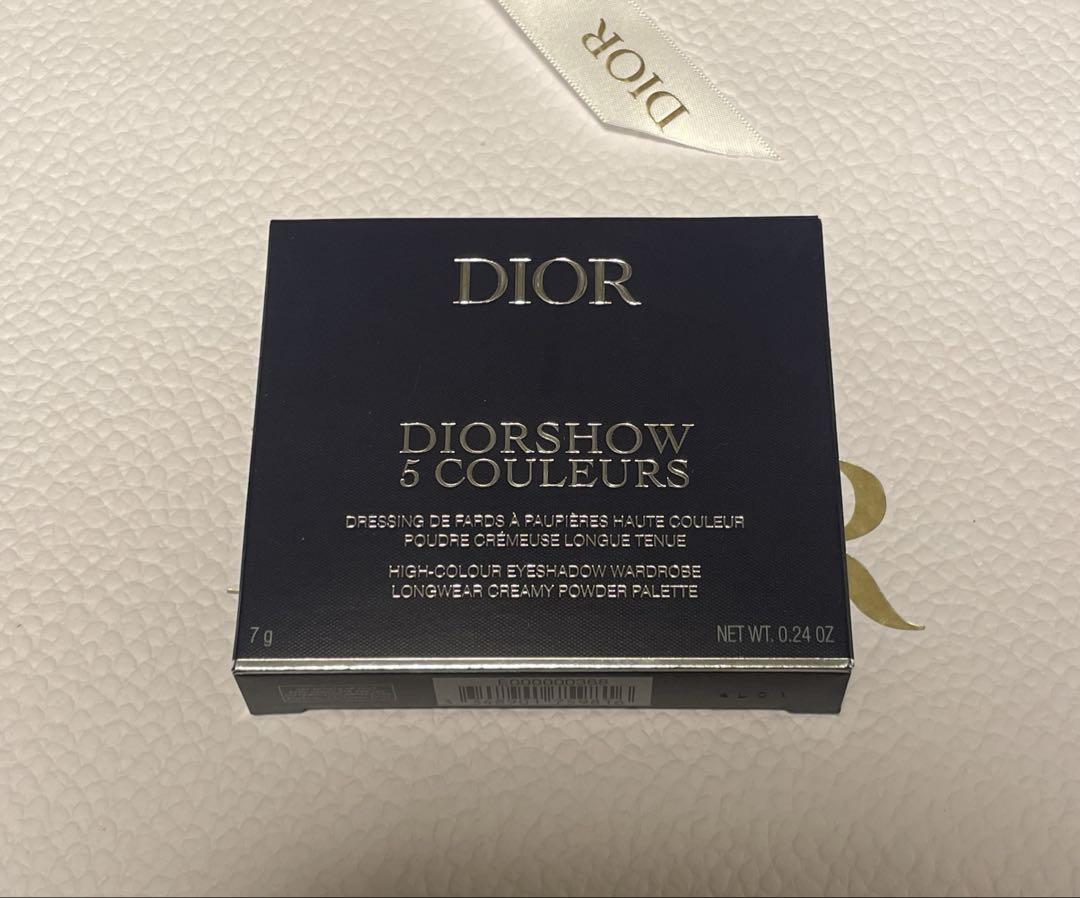 DIOR
DIOR
DIORSHOW
5 COULEURS
DRESSING DE FARDS À PAUPIÈRES HAUTE COULEUR
POUDRE CRÉMEUSE LONGUE TENUE
HIGH-COLOUR EYESHADOW WARDROBE
LONGWEAR CREAMY POWDER PALETTE
7 g
NET WT. 0.24 OZ
E000000368
R